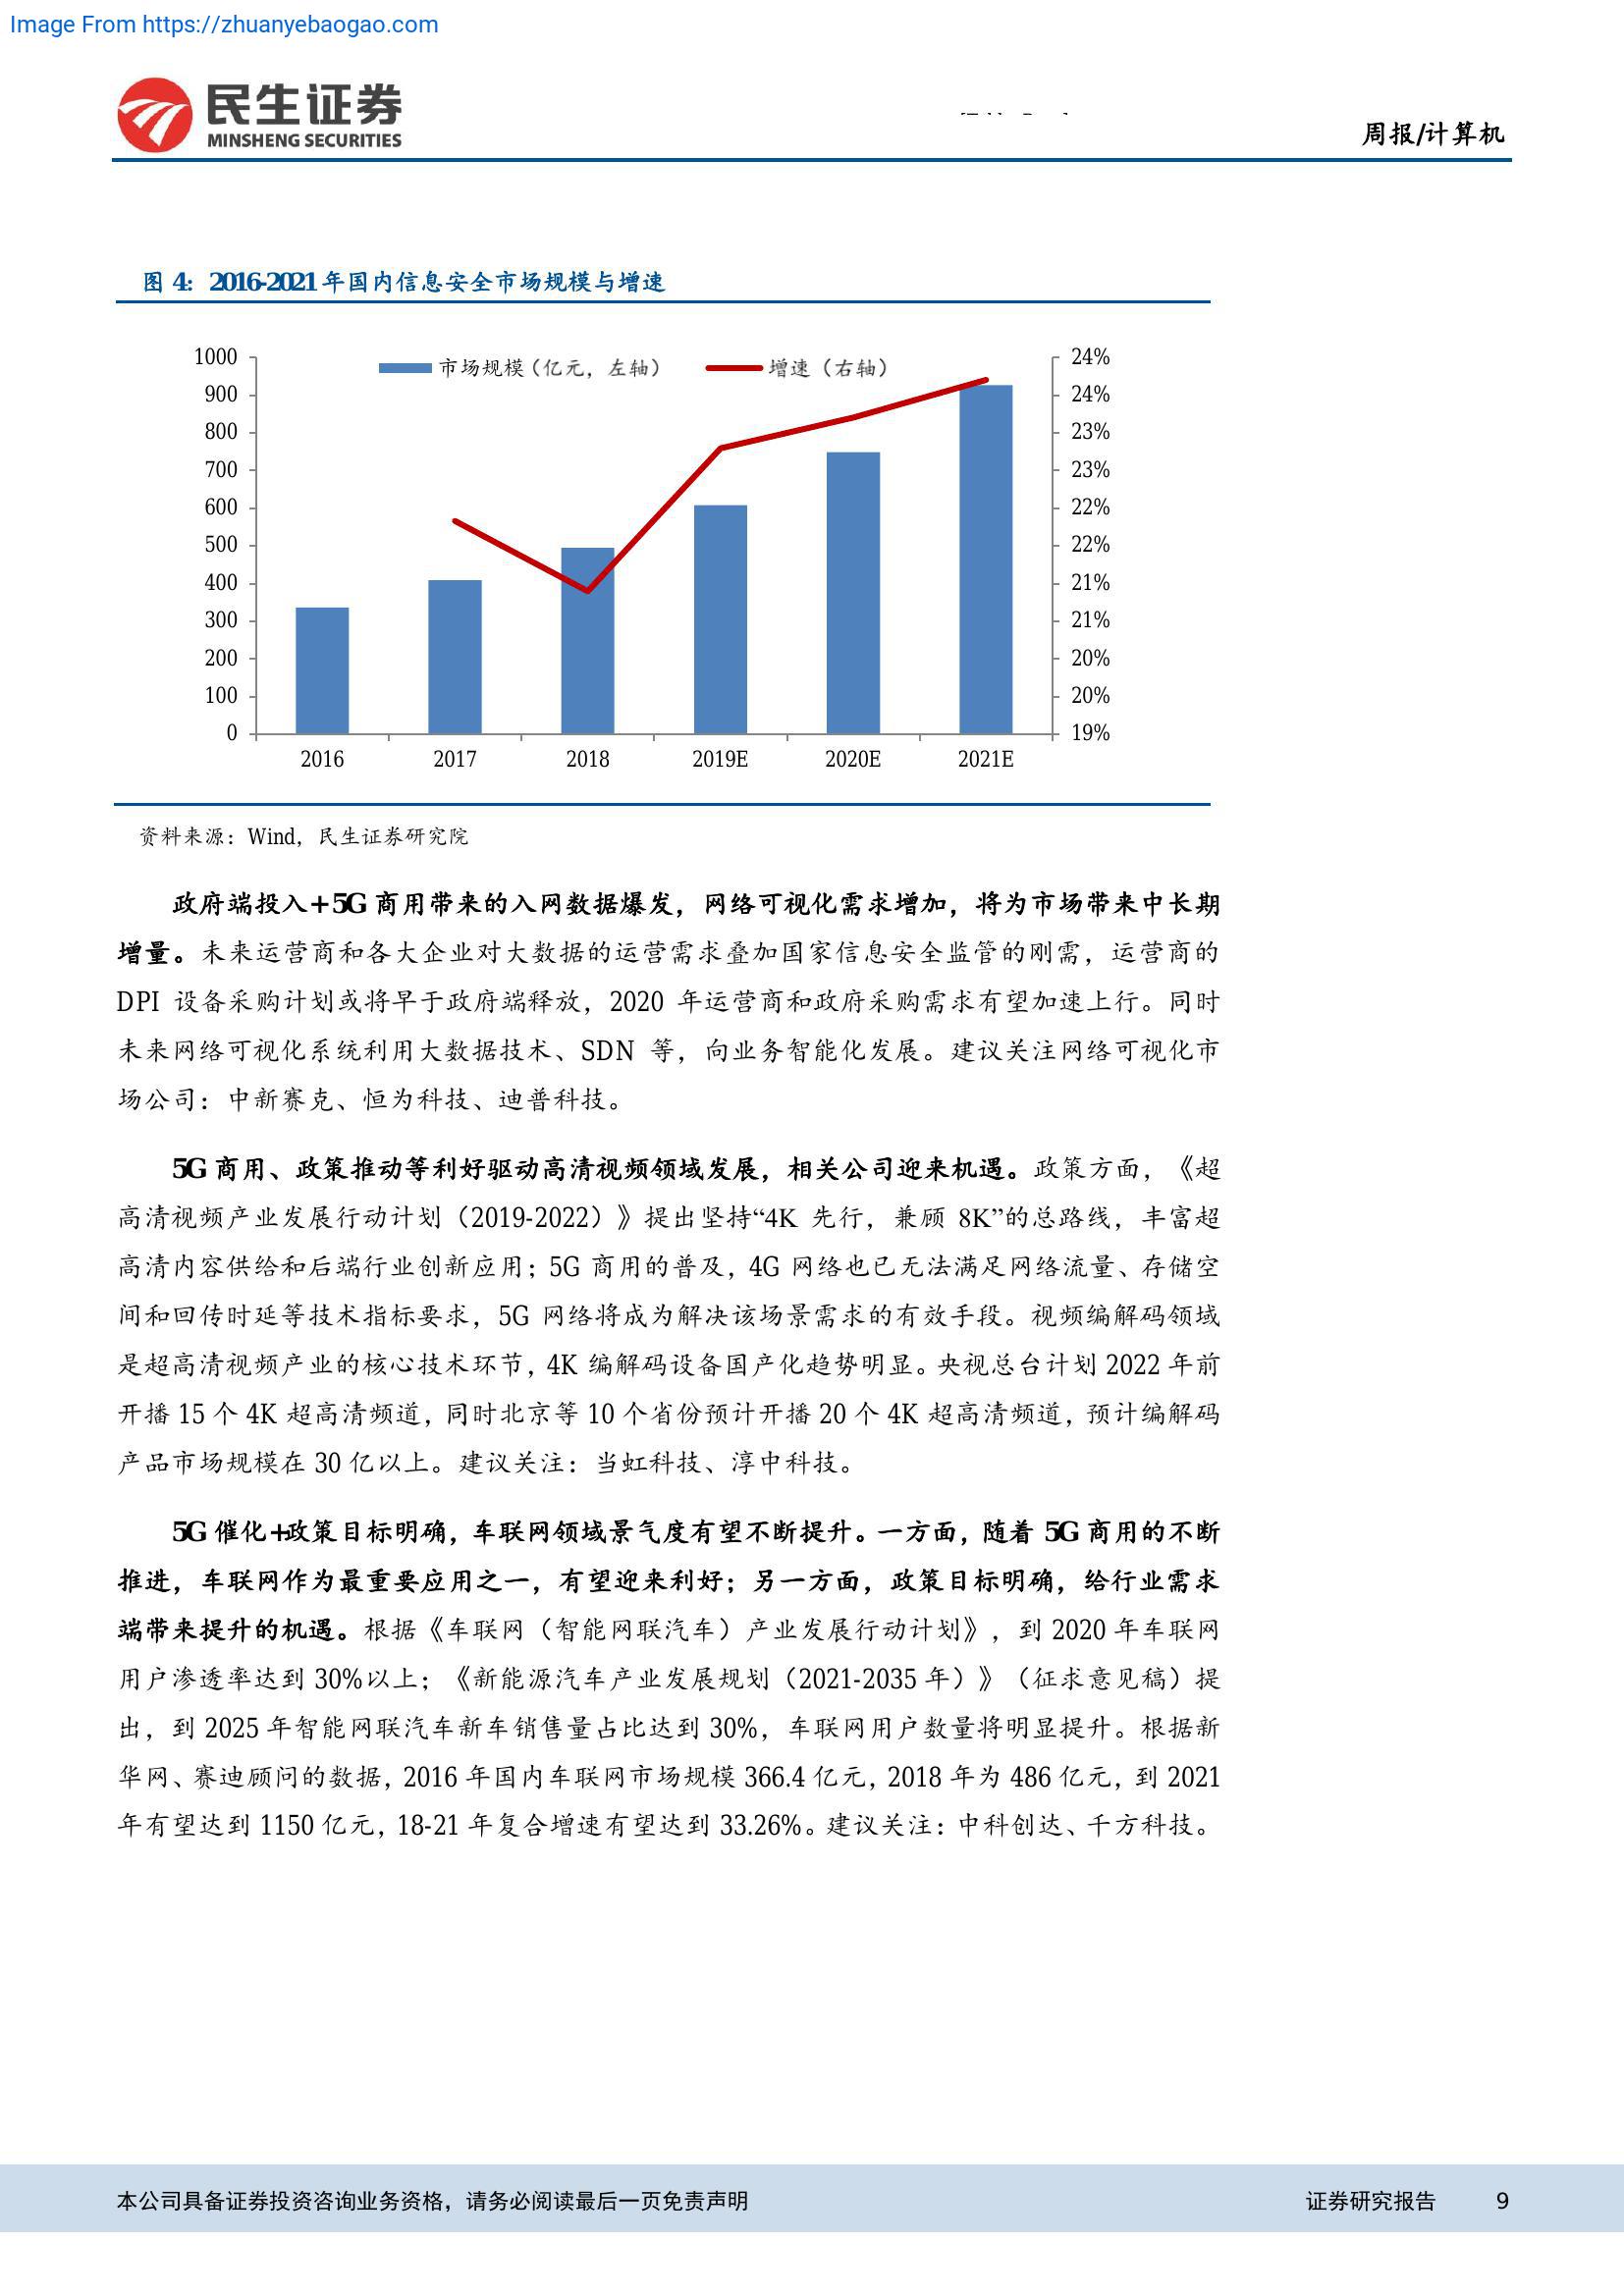 Image From https://zhuanyebaogao.com
民生证券
MINSHENG SECURITIES
周报/计算机
图 4：2016-2021 年国内信息安全市场规模与增速
市场规模（亿元，左轴） 增速（右轴）
1000 24%
900 24%
800 23%
700 23%
600 22%
500 22%
400 21%
300 21%
200 20%
100 20%
0 19%
2016 2017 2018 2019E 2020E 2021E
资料来源：Wind，民生证券研究院
政府端投入+5G 商用带来的入网数据爆发，网络可视化需求增加，将为市场带来中长期
增量。未来运营商和各大企业对大数据的运营需求叠加国家信息安全监管的刚需，运营商的
DPI 设备采购计划或将早于政府端释放，2020 年运营商和政府采购需求有望加速上行。同时
未来网络可视化系统利用大数据技术、SDN 等，向业务智能化发展。建议关注网络可视化市
场公司：中新赛克、恒为科技、迪普科技。
5G 商用、政策推动等利好驱动高清视频领域发展，相关公司迎来机遇。政策方面，《超
高清视频产业发展行动计划（2019-2022）》提出坚持“4K 先行，兼顾 8K”的总路线，丰富超
高清内容供给和后端行业创新应用；5G 商用的普及，4G 网络也已无法满足网络流量、存储空
间和回传时延等技术指标要求，5G 网络将成为解决该场景需求的有效手段。视频编解码领域
是超高清视频产业的核心技术环节，4K 编解码设备国产化趋势明显。央视总台计划 2022 年前
开播 15 个 4K 超高清频道，同时北京等 10 个省份预计开播 20 个 4K 超高清频道，预计编解码
产品市场规模在 30 亿以上。建议关注：当虹科技、淳中科技。
5G 催化+政策目标明确，车联网领域景气度有望不断提升。一方面，随着 5G 商用的不断
推进，车联网作为最重要应用之一，有望迎来利好；另一方面，政策目标明确，给行业需求
端带来提升的机遇。根据《车联网（智能网联汽车）产业发展行动计划》，到 2020 年车联网
用户渗透率达到 30%以上；《新能源汽车产业发展规划（2021-2035 年）》（征求意见稿）提
出，到 2025 年智能网联汽车新车销售量占比达到 30%，车联网用户数量将明显提升。根据新
华网、赛迪顾问的数据，2016 年国内车联网市场规模 366.4 亿元，2018 年为 486 亿元，到 2021
年有望达到 1150 亿元，18-21 年复合增速有望达到 33.26%。建议关注：中科创达、千方科技。
本公司具备证券投资咨询业务资格，请务必阅读最后一页免责声明 证券研究报告 9